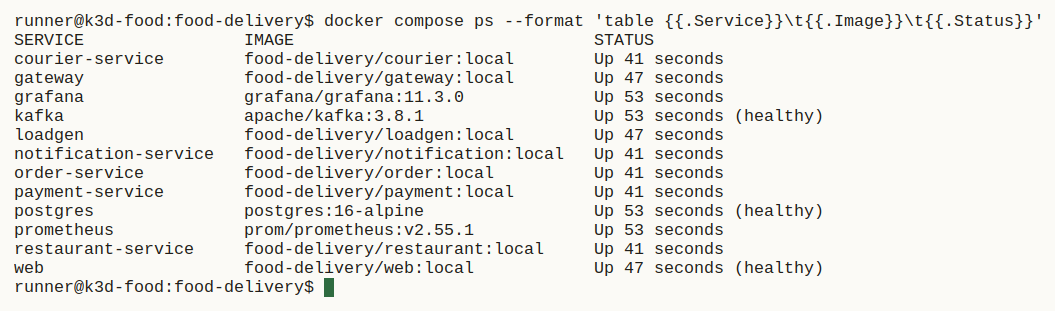 runner@k3d-food:food-delivery$ docker compose ps --format 'table {{.Service}}\t{{.Image}}\t{{.Status}}'
SERVICE                IMAGE                              STATUS
courier-service        food-delivery/courier:local        Up 41 seconds
gateway                food-delivery/gateway:local        Up 47 seconds
grafana                grafana/grafana:11.3.0             Up 53 seconds
kafka                  apache/kafka:3.8.1                 Up 53 seconds (healthy)
loadgen                food-delivery/loadgen:local        Up 47 seconds
notification-service   food-delivery/notification:local   Up 41 seconds
order-service          food-delivery/order:local          Up 41 seconds
payment-service        food-delivery/payment:local        Up 41 seconds
postgres               postgres:16-alpine                 Up 53 seconds (healthy)
prometheus             prom/prometheus:v2.55.1            Up 53 seconds
restaurant-service     food-delivery/restaurant:local     Up 41 seconds
web                    food-delivery/web:local            Up 47 seconds (healthy)
runner@k3d-food:food-delivery$